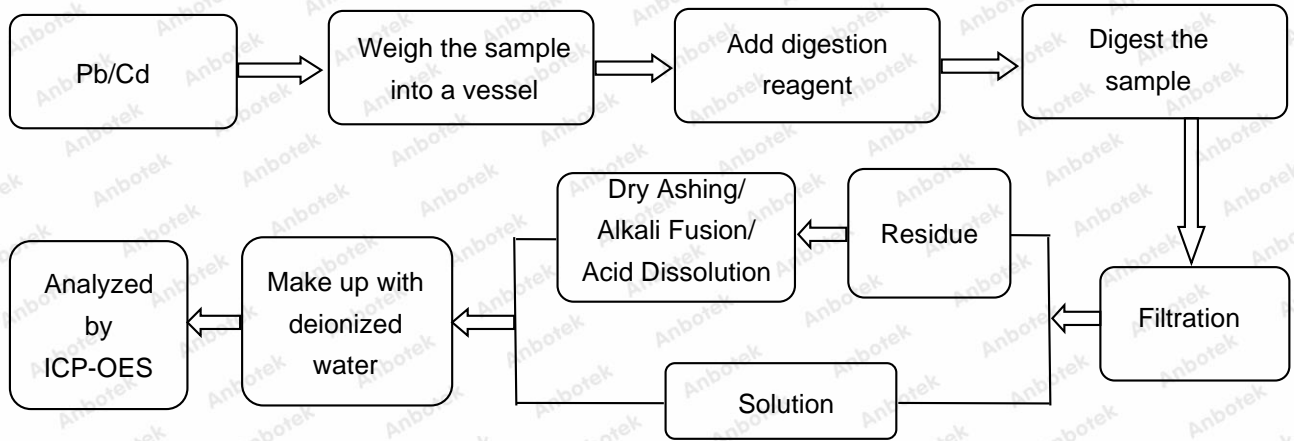 Pb/Cd
Weigh the sample
into a vessel
Add digestion
reagent
Digest the
sample
Filtration
Residue
Solution
Dry Ashing/
Alkali Fusion/
Acid Dissolution
Make up with
deionized
water
Analyzed
by
ICP-OES
Anbotek